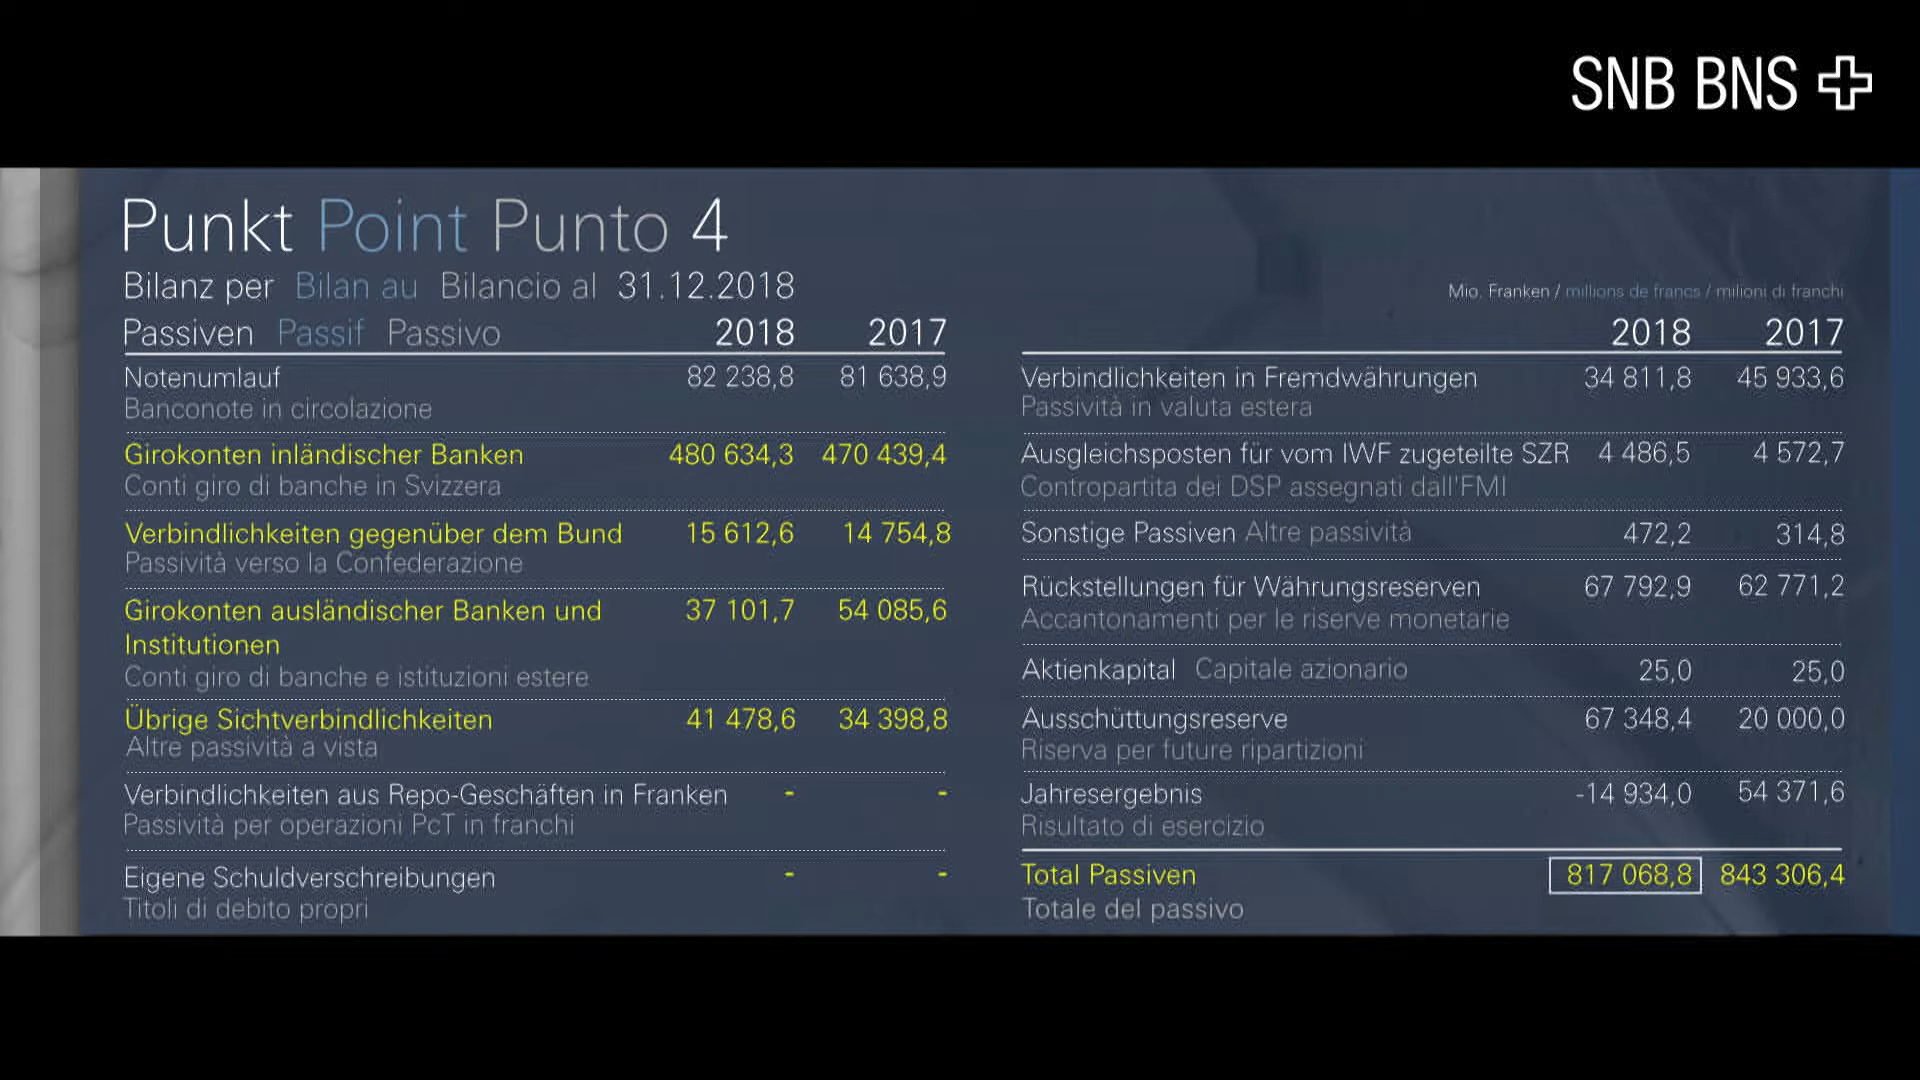 SNB BNS
Punkt Point Punto 4
Bilanz per Bilan au Bilancio al 31.12.2018
Passiven Passif Passivo 2018 2017
Notenumlauf 82 238,8 81 638,9
Banconote in circolazione
Girokonten inländischer Banken 480 634,3 470 439,4
Conti giro di banche in Svizzera
Verbindlichkeiten gegenüber dem Bund 15 612,6 14 754,8
Passività verso la Confederazione
Girokonten ausländischer Banken und 37 101,7 54 085,6
Institutionen
Conti giro di banche e istituzioni estere
Übrige Sichtverbindlichkeiten 41 478,6 34 398,8
Altre passività a vista
Verbindlichkeiten aus Repo-Geschäften in Franken - -
Passività per operazioni PcT in franchi
Eigene Schuldverschreibungen - -
Titoli di debito propri
Mio. Franken / millions de francs / milioni di franchi
2018 2017
Verbindlichkeiten in Fremdwährungen 34 811,8 45 933,6
Passività in valuta estera
Ausgleichsposten für vom IWF zugeteilte SZR 4 486,5 4 572,7
Contropartita dei DSP assegnati dall'FMI
Sonstige Passiven Altre passività 472,2 314,8
Rückstellungen für Währungsreserven 67 792,9 62 771,2
Accantonamenti per le riserve monetarie
Aktienkapital Capitale azionario 25,0 25,0
Ausschüttungsreserve 67 348,4 20 000,0
Riserva per future ripartizioni
Jahresergebnis -14 934,0 54 371,6
Risultato di esercizio
Total Passiven 817 068,8 843 306,4
Totale del passivo